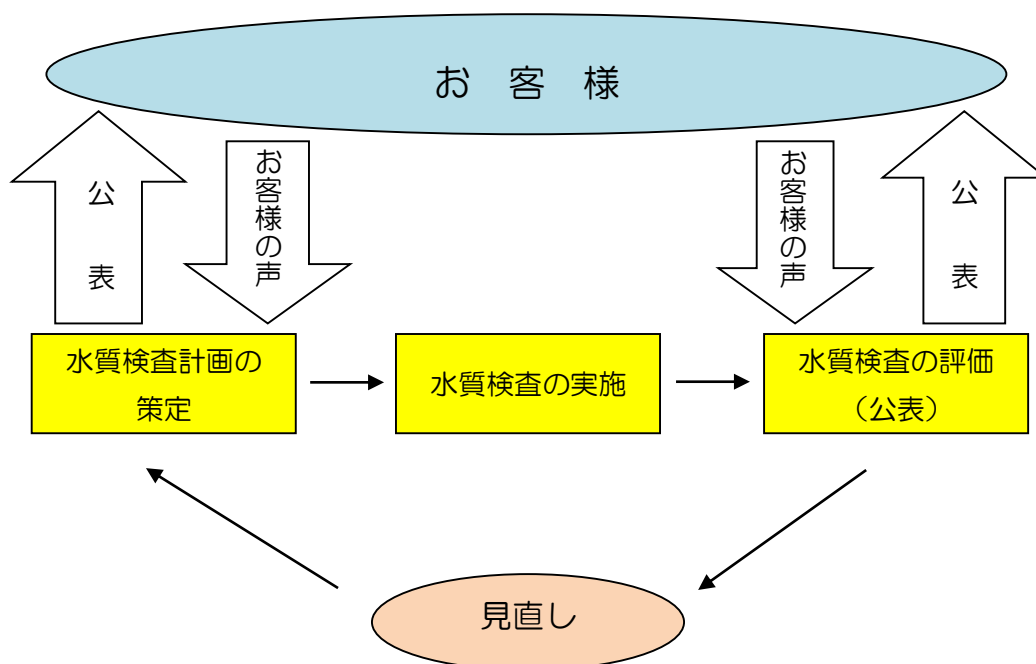 お 客 様
公表
お客様の声
お客様の声
公表
水質検査計画の
策定
水質検査の実施
水質検査の評価
（公表）
見直し